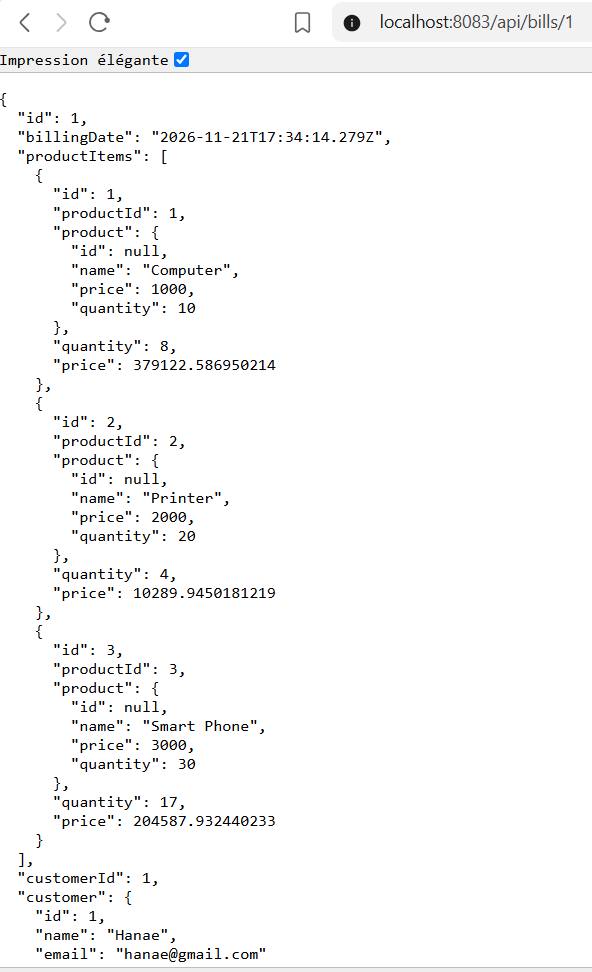 localhost:8083/api/bills/1
Impression élégante
{
  "id": 1,
  "billingDate": "2026-11-21T17:34:14.279Z",
  "productItems": [
    {
      "id": 1,
      "productId": 1,
      "product": {
        "id": null,
        "name": "Computer",
        "price": 1000,
        "quantity": 10
      },
      "quantity": 8,
      "price": 379122.586950214
    },
    {
      "id": 2,
      "productId": 2,
      "product": {
        "id": null,
        "name": "Printer",
        "price": 2000,
        "quantity": 20
      },
      "quantity": 4,
      "price": 10289.9450181219
    },
    {
      "id": 3,
      "productId": 3,
      "product": {
        "id": null,
        "name": "Smart Phone",
        "price": 3000,
        "quantity": 30
      },
      "quantity": 17,
      "price": 204587.932440233
    }
  ],
  "customerId": 1,
  "customer": {
    "id": 1,
    "name": "Hanae",
    "email": "hanae@gmail.com"